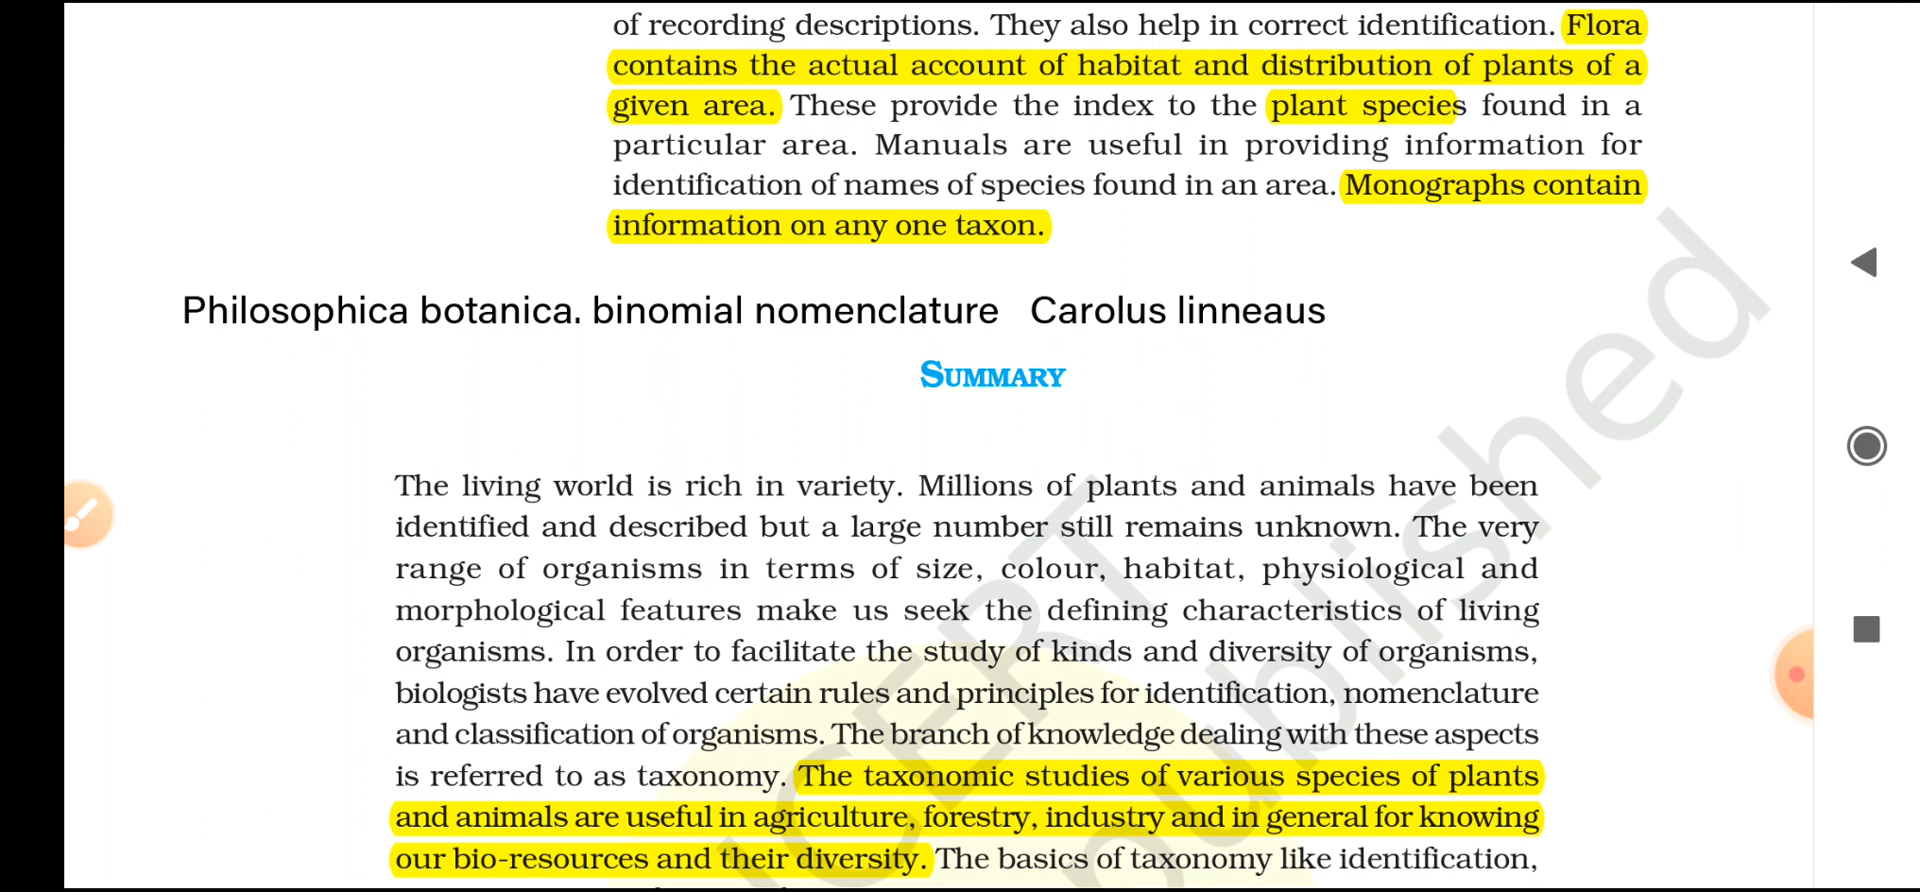 of recording descriptions. They also help in correct identification. Flora
contains the actual account of habitat and distribution of plants of a
given area. These provide the index to the plant species found in a
particular area. Manuals are useful in providing information for
identification of names of species found in an area. Monographs contain
information on any one taxon.
Philosophica botanica. binomial nomenclature Carolus linneaus
SUMMARY
The living world is rich in variety. Millions of plants and animals have been
identified and described but a large number still remains unknown. The very
range of organisms in terms of size, colour, habitat, physiological and
morphological features make us seek the defining characteristics of living
organisms. In order to facilitate the study of kinds and diversity of organisms,
biologists have evolved certain rules and principles for identification, nomenclature
and classification of organisms. The branch of knowledge dealing with these aspects
is referred to as taxonomy. The taxonomic studies of various species of plants
and animals are useful in agriculture, forestry, industry and in general for knowing
our bio-resources and their diversity. The basics of taxonomy like identification,
NCERT
published